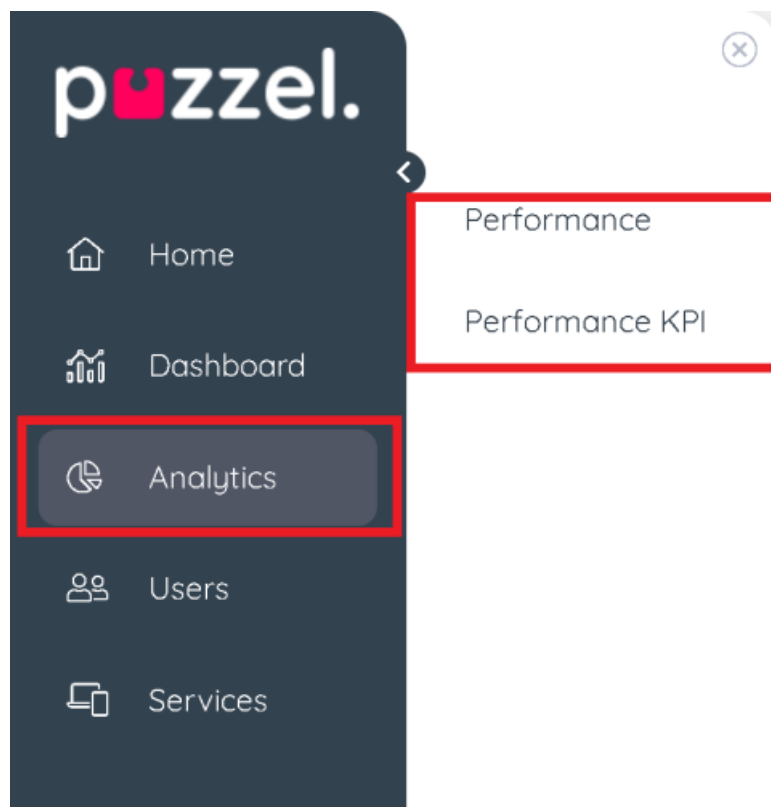 puzzel.
Home
Dashboard
Analytics
Users
Services
Performance
Performance KPI